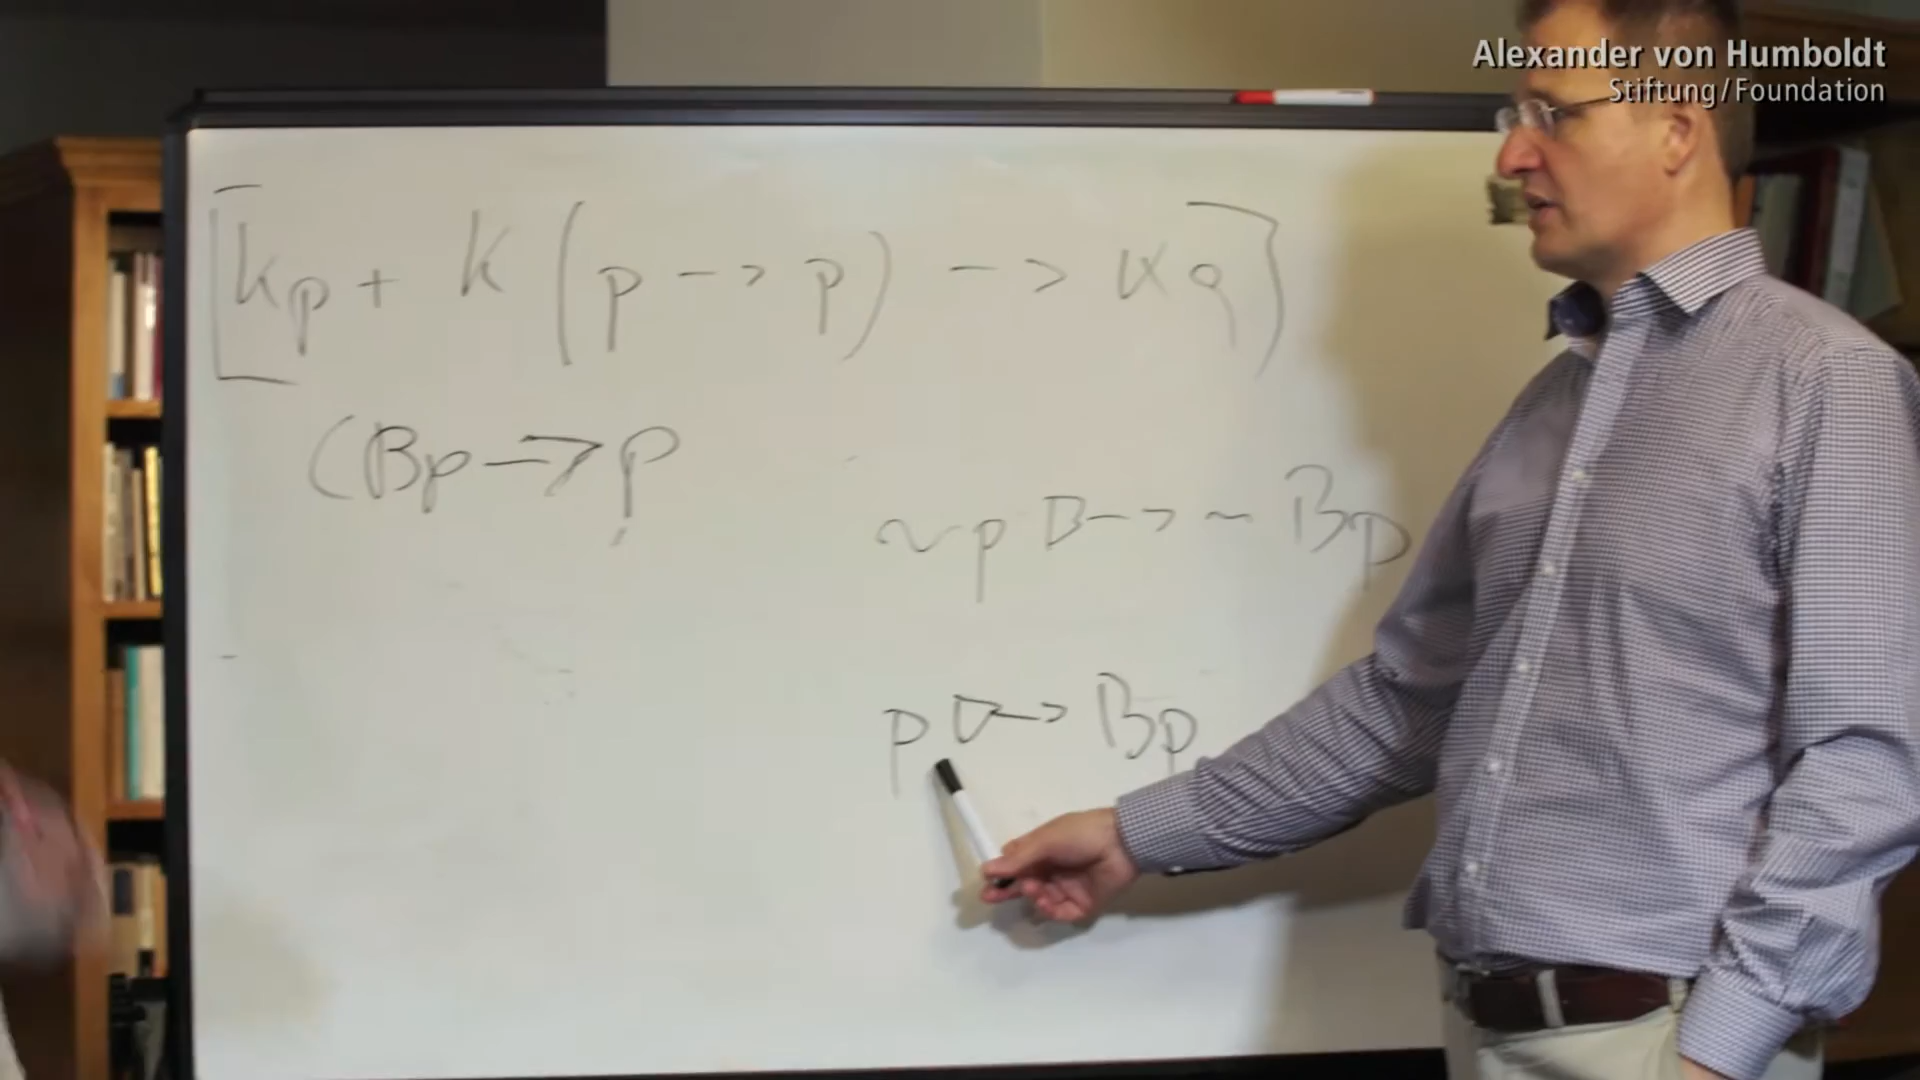 Alexander von Humboldt
Stiftung/Foundation
[Kp + K (p --> p) --> Kq]
(Bp —> p
~p □--> ~Bp
p □--> Bp